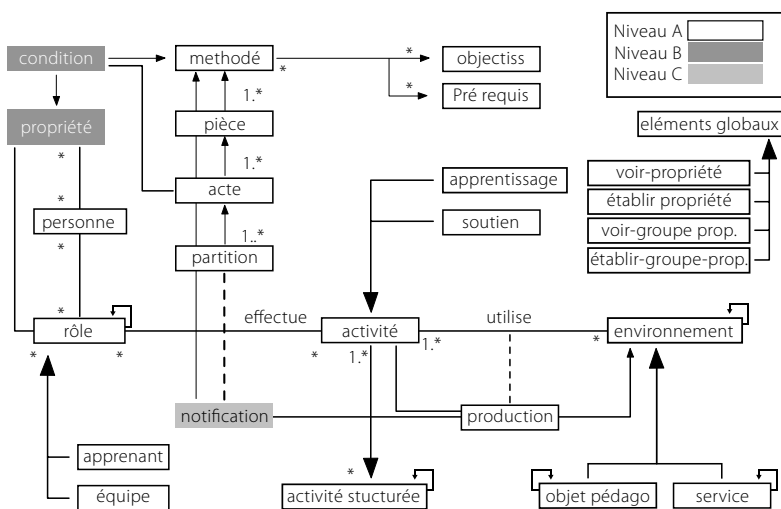 Niveau A
Niveau B
Niveau C
condition
methodé
*
*
objectiss
*
Pré requis
1.*
propriété
pièce
eléments globaux
*
1.*
acte
apprentissage
voir-propriété
*
établir propriété
personne
soutien
*
1..*
voir-groupe prop.
partition
établir-groupe-prop.
*
rôle
effectue
activité
utilise
environnement
*
*
*
1.*
1.*
*
notification
production
apprenant
*
équipe
activité stucturée
objet pédago
service